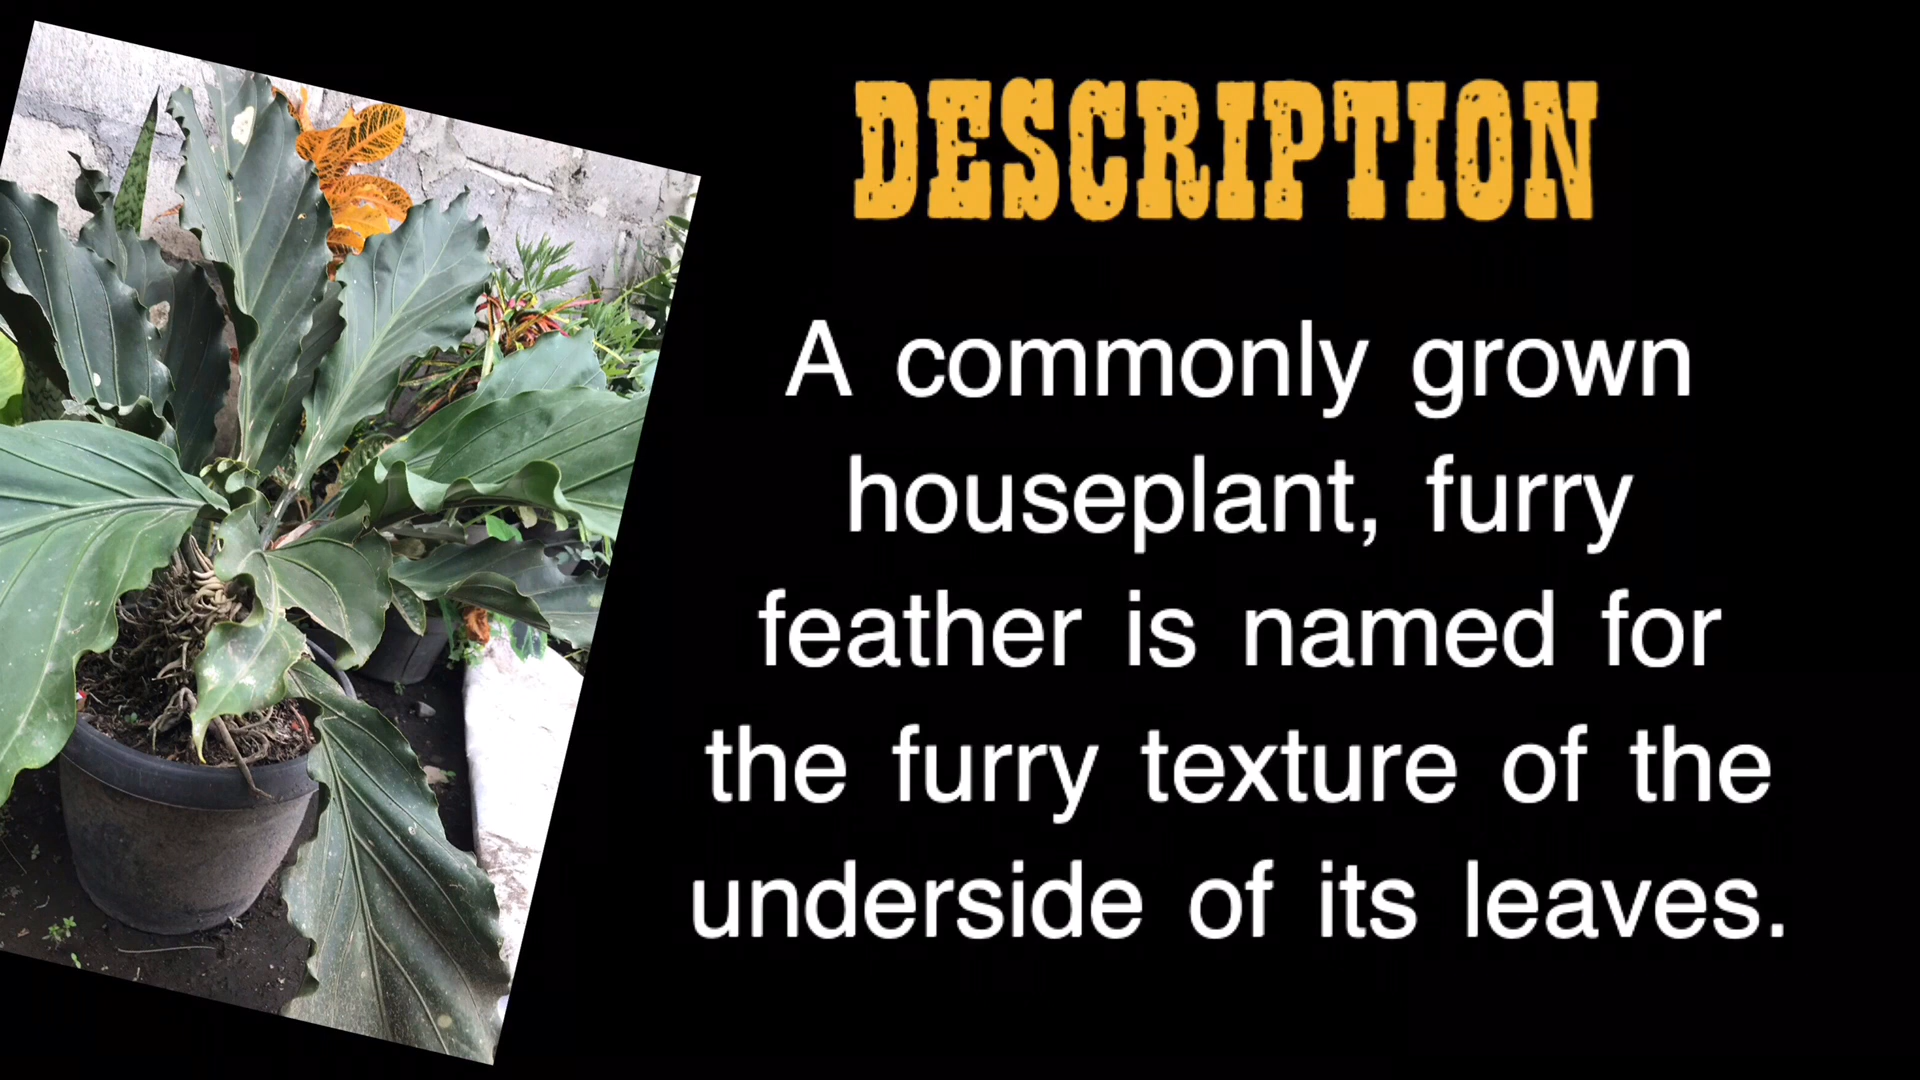 DESCRIPTION
A commonly grown
houseplant, furry
feather is named for
the furry texture of the
underside of its leaves.